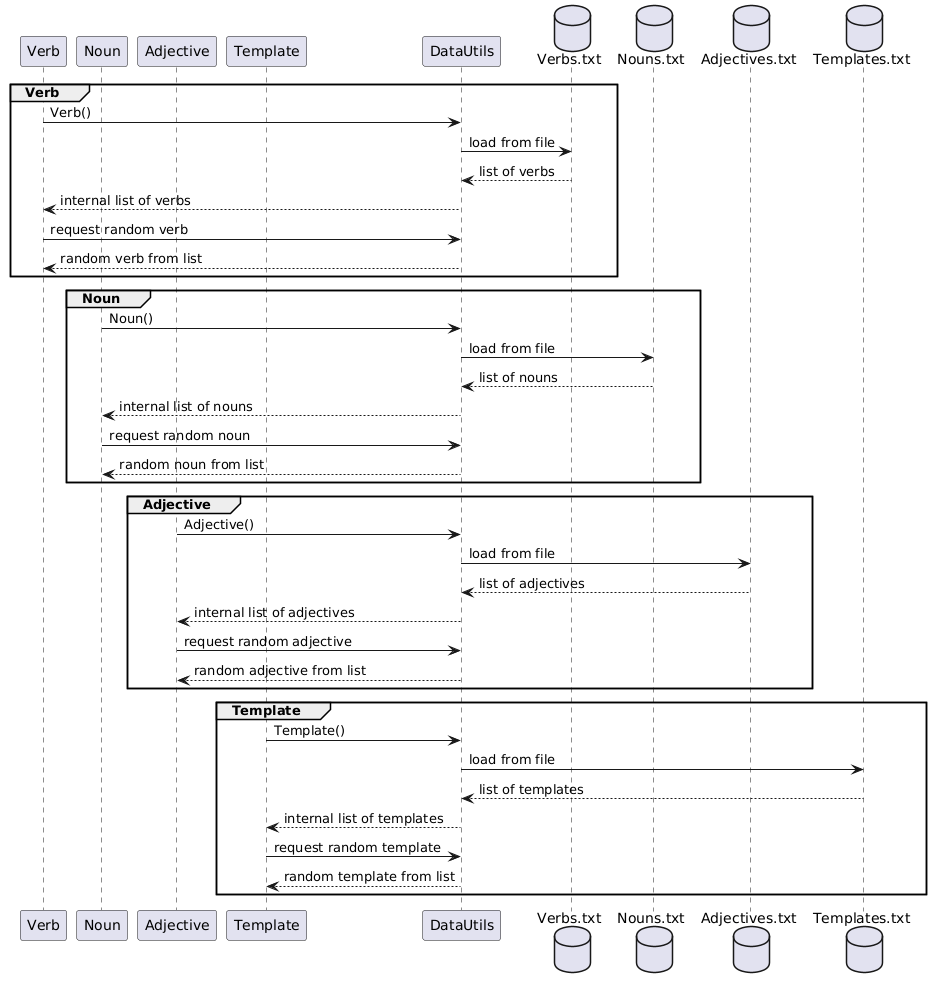 Verb Noun Adjective Template DataUtils Verbs.txt Nouns.txt Adjectives.txt Templates.txt
Verb
Verb()
load from file
list of verbs
internal list of verbs
request random verb
random verb from list
Noun
Noun()
load from file
list of nouns
internal list of nouns
request random noun
random noun from list
Adjective
Adjective()
load from file
list of adjectives
internal list of adjectives
request random adjective
random adjective from list
Template
Template()
load from file
list of templates
internal list of templates
request random template
random template from list
Verb Noun Adjective Template DataUtils Verbs.txt Nouns.txt Adjectives.txt Templates.txt